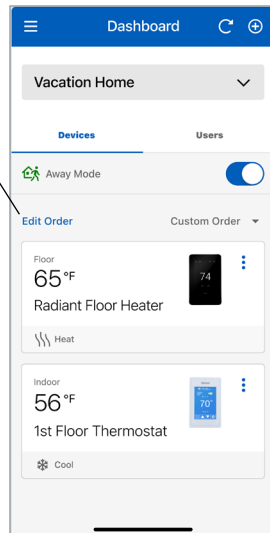 Dashboard
Vacation Home
Devices Users
Away Mode
Edit Order Custom Order
Floor
65°F
74
Radiant Floor Heater
Heat
Indoor
56°F
70°
1st Floor Thermostat
Cool